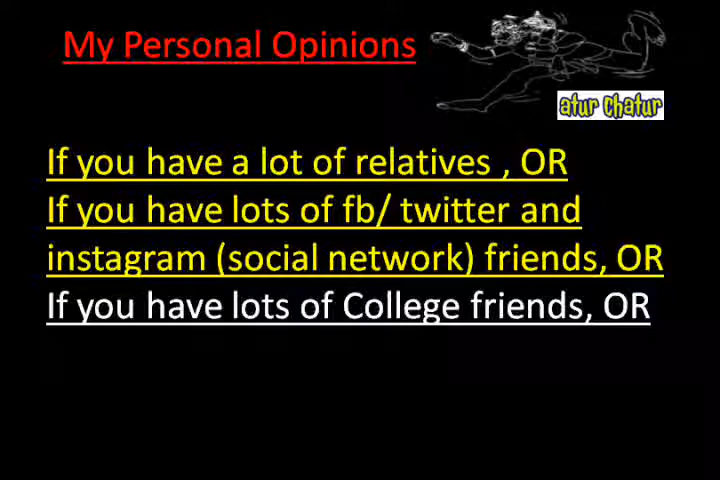 My Personal Opinions
atur chatur
If you have a lot of relatives , OR
If you have lots of fb/ twitter and
instagram (social network) friends, OR
If you have lots of College friends, OR